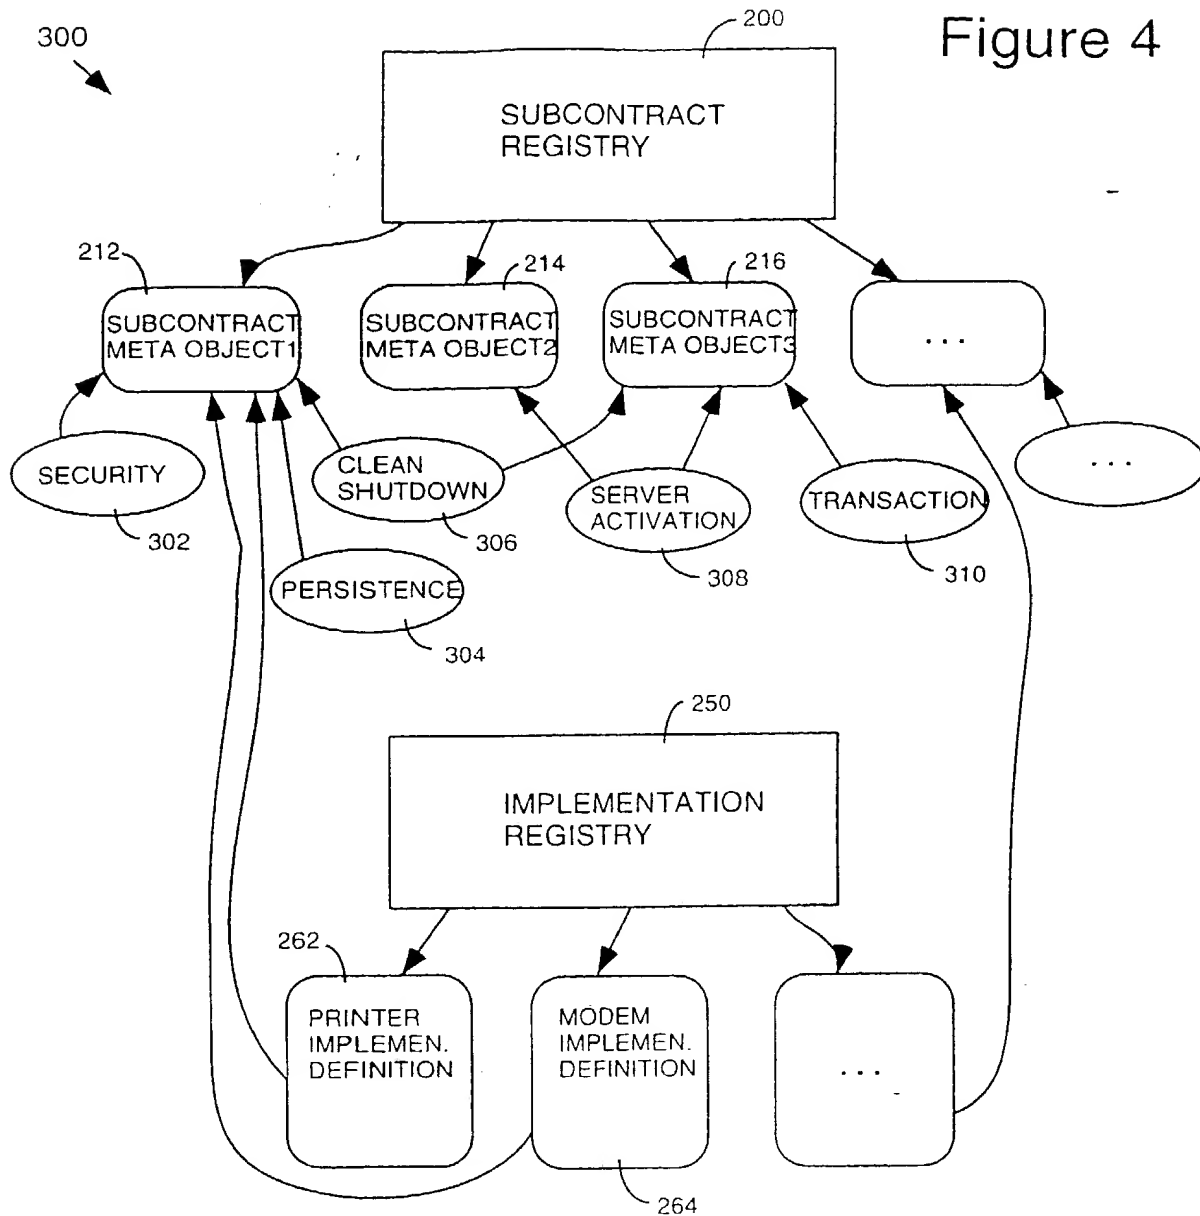 Figure 4
300
200
SUBCONTRACT
REGISTRY
212
214
216
SUBCONTRACT
META OBJECT1
SUBCONTRACT
META OBJECT2
SUBCONTRACT
META OBJECT3
...
SECURITY
302
CLEAN
SHUTDOWN
306
SERVER
ACTIVATION
308
TRANSACTION
310
...
PERSISTENCE
304
250
IMPLEMENTATION
REGISTRY
262
PRINTER
IMPLEMEN.
DEFINITION
MODEM
IMPLEMEN.
DEFINITION
...
264